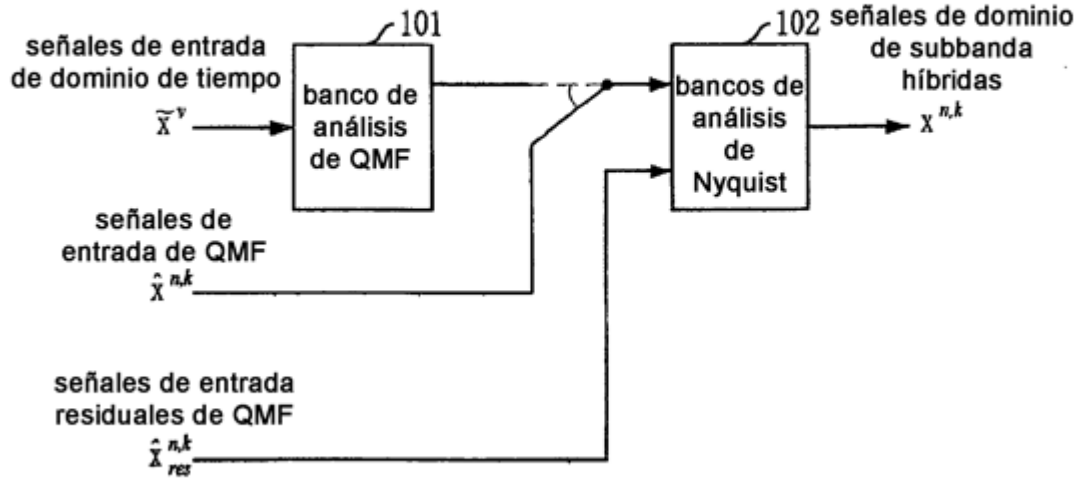 señales de entrada
de dominio de tiempo
x̃ᵛ
101
banco de
análisis
de QMF
102
bancos de
análisis
de
Nyquist
señales de dominio
de subbanda
híbridas
xⁿ,ᵏ
señales de
entrada de QMF
x̂ⁿ,ᵏ
señales de entrada
residuales de QMF
x̂ⁿ,ᵏ res